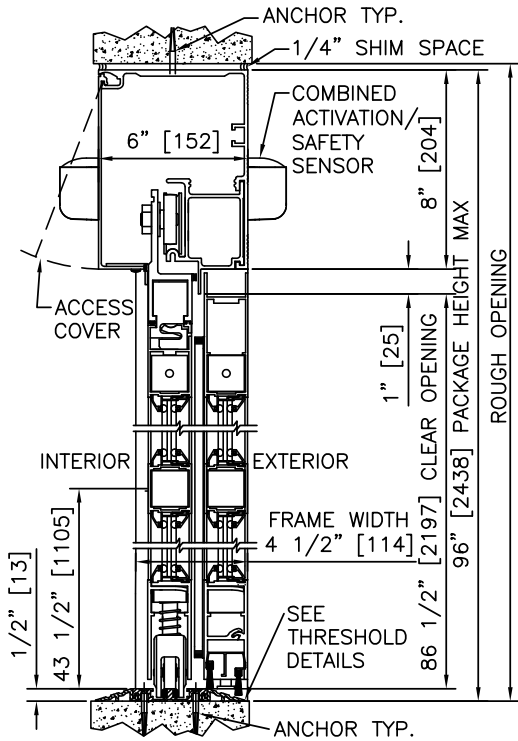 ANCHOR TYP.
1/4" SHIM SPACE
COMBINED
ACTIVATION/
SAFETY
SENSOR
6" [152]
8" [204]
ACCESS
COVER
1" [25]
86 1/2" [2197] CLEAR OPENING
96" [2438] PACKAGE HEIGHT MAX
ROUGH OPENING
INTERIOR
EXTERIOR
FRAME WIDTH
4 1/2" [114]
1/2" [13]
43 1/2" [1105]
SEE
THRESHOLD
DETAILS
ANCHOR TYP.